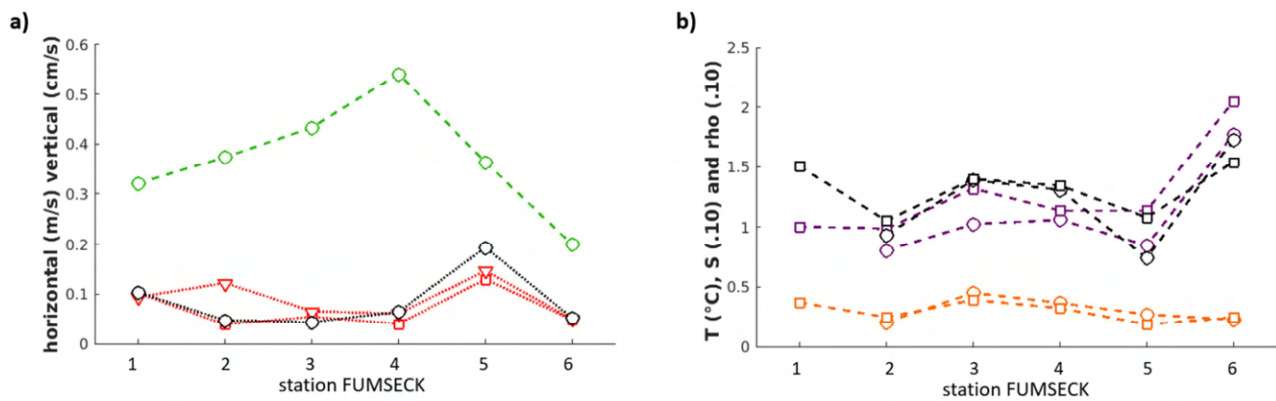 a)
horizontal (m/s) vertical (cm/s)
0.6
0.5
0.4
0.3
0.2
0.1
0
1 2 3 4 5 6
station FUMSECK
b)
T (°C), S (.10) and rho (.10)
2.5
2
1.5
1
0.5
0
1 2 3 4 5 6
station FUMSECK